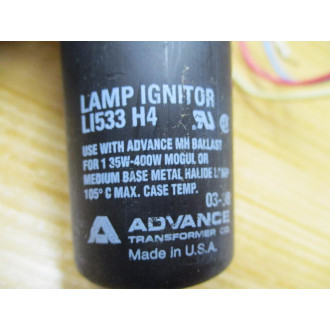 LAMP IGNITOR
LI533 H4
USE WITH ADVANCE MH BALLAST
FOR 1 35W-400W MOGUL OR
MEDIUM BASE METAL HALIDE
105° C MAX. CASE TEMP.
ADVANCE
TRANSFORMER CO.
Made in U.S.A.